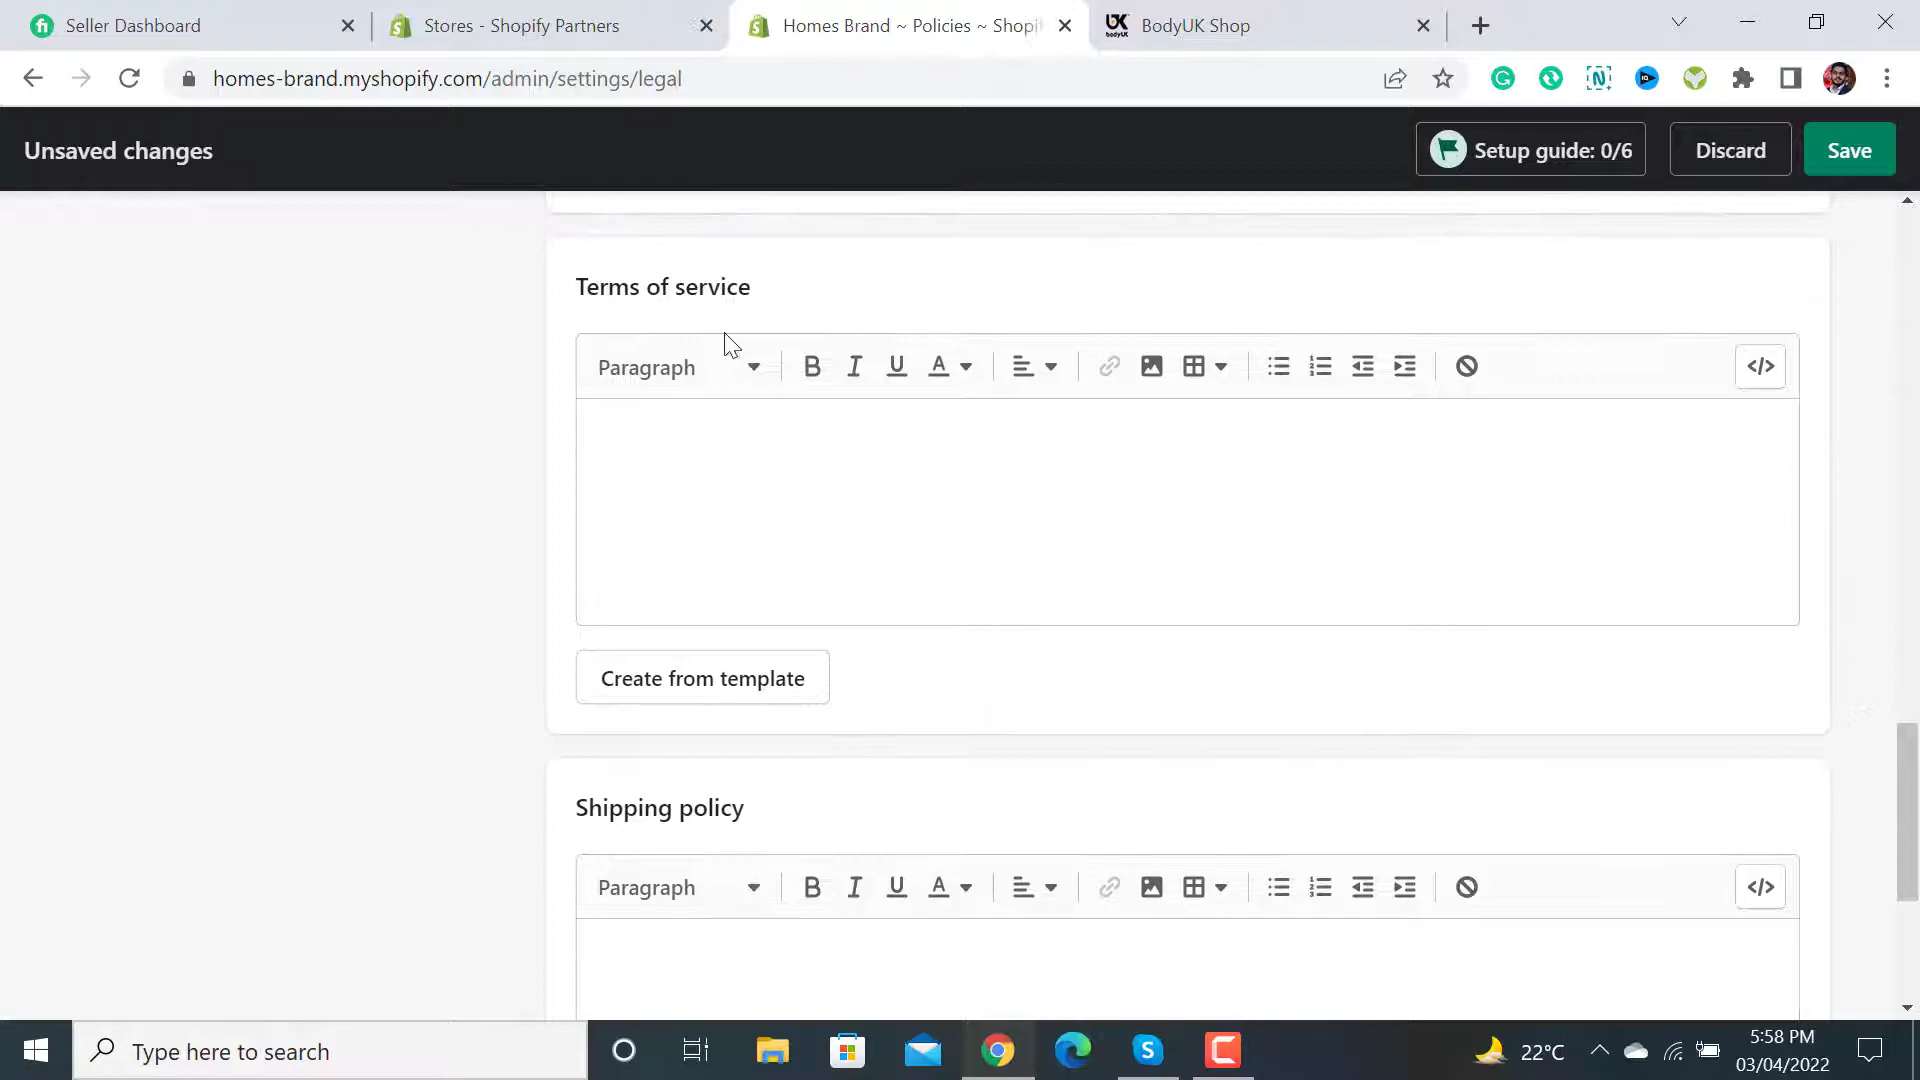 Seller Dashboard
Stores - Shopify Partners
Homes Brand ~ Policies ~ Shopi
BodyUK Shop
homes-brand.myshopify.com/admin/settings/legal
Unsaved changes
Setup guide: 0/6
Discard
Save
Terms of service
Paragraph
Create from template
Shipping policy
Paragraph
Type here to search
22°C
5:58 PM
03/04/2022